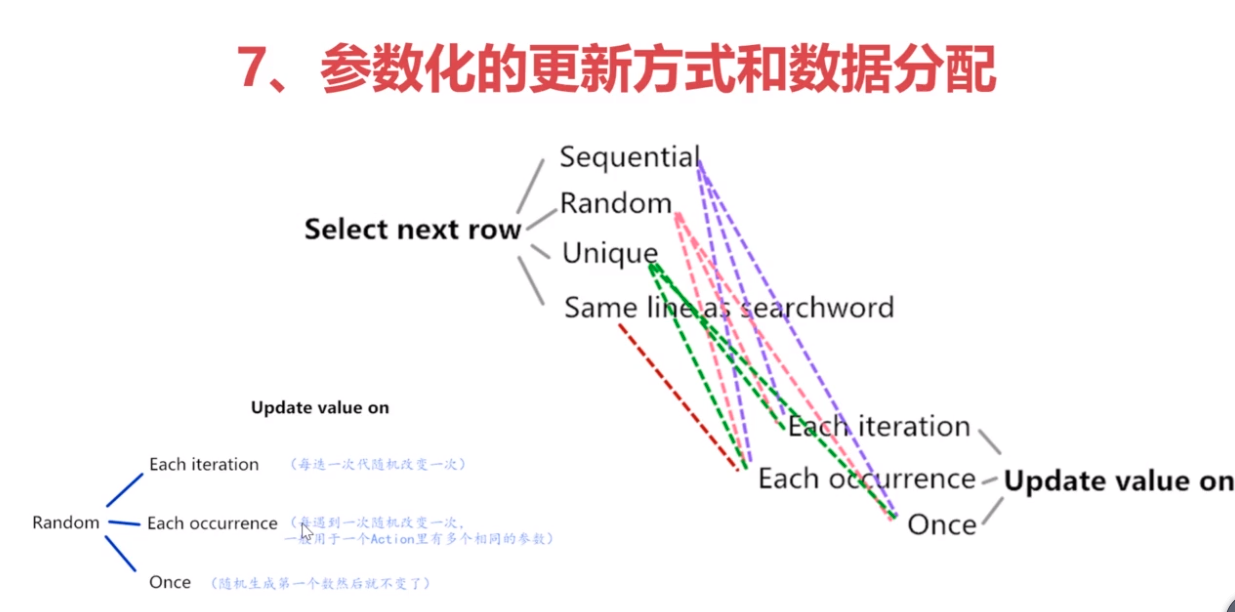 7、参数化的更新方式和数据分配
Sequential
Random
Select next row
Unique
Same line as searchword
Update value on
Each iteration
Each occurrence
Update value on
Once
Each iteration （每迭一次代随机改变一次）
Random
Each occurrence （每遇到一次随机改变一次，
一般用于一个Action里有多个相同的参数）
Once （随机生成第一个数然后就不变了）